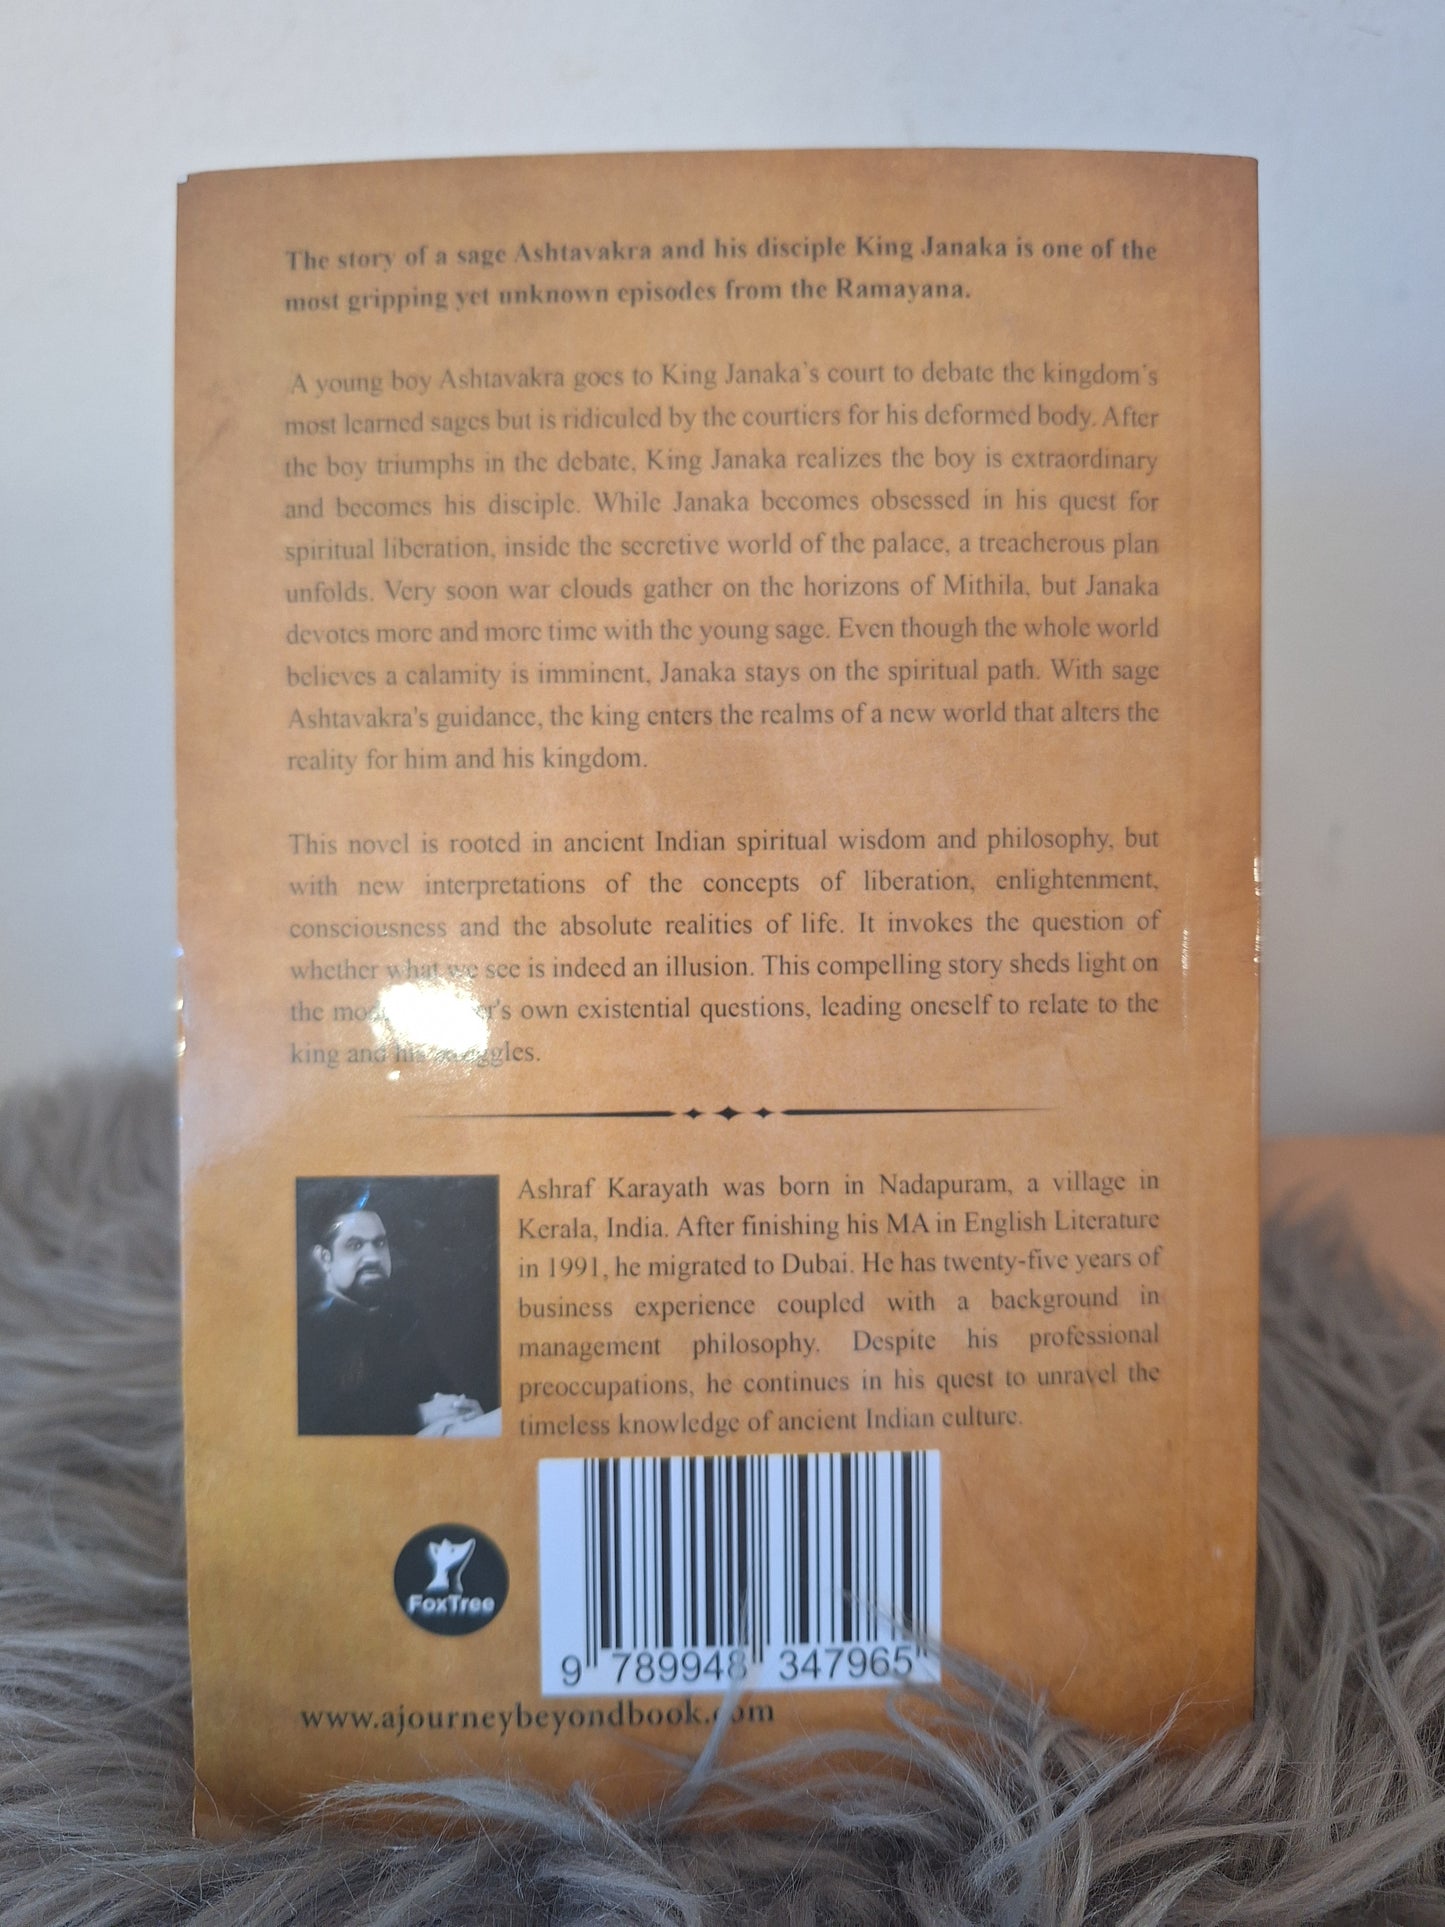 The story of a sage Ashtavakra and his disciple King Janaka is one of the
most gripping yet unknown episodes from the Ramayana.
A young boy Ashtavakra goes to King Janaka's court to debate the kingdom's
most learned sages but is ridiculed by the courtiers for his deformed body. After
the boy triumphs in the debate, King Janaka realizes the boy is extraordinary
and becomes his disciple. While Janaka becomes obsessed in his quest for
spiritual liberation, inside the secretive world of the palace, a treacherous plan
unfolds. Very soon war clouds gather on the horizons of Mithila, but Janaka
devotes more and more time with the young sage. Even though the whole world
believes a calamity is imminent, Janaka stays on the spiritual path. With sage
Ashtavakra's guidance, the king enters the realms of a new world that alters the
reality for him and his kingdom.
This novel is rooted in ancient Indian spiritual wisdom and philosophy, but
with new interpretations of the concepts of liberation, enlightenment,
consciousness and the absolute realities of life. It invokes the question of
whether what we see is indeed an illusion. This compelling story sheds light on
the own existential questions, leading oneself to relate to the
king and his
Ashraf Karayath was born in Nadapuram, a village in
Kerala, India. After finishing his MA in English Literature
in 1991, he migrated to Dubai. He has twenty-five years of
business experience coupled with a background in
management philosophy. Despite his professional
preoccupations, he continues in his quest to unravel the
timeless knowledge of ancient Indian culture.
FoxTree
9 789948 347965
www.ajourneybeyondbook.com